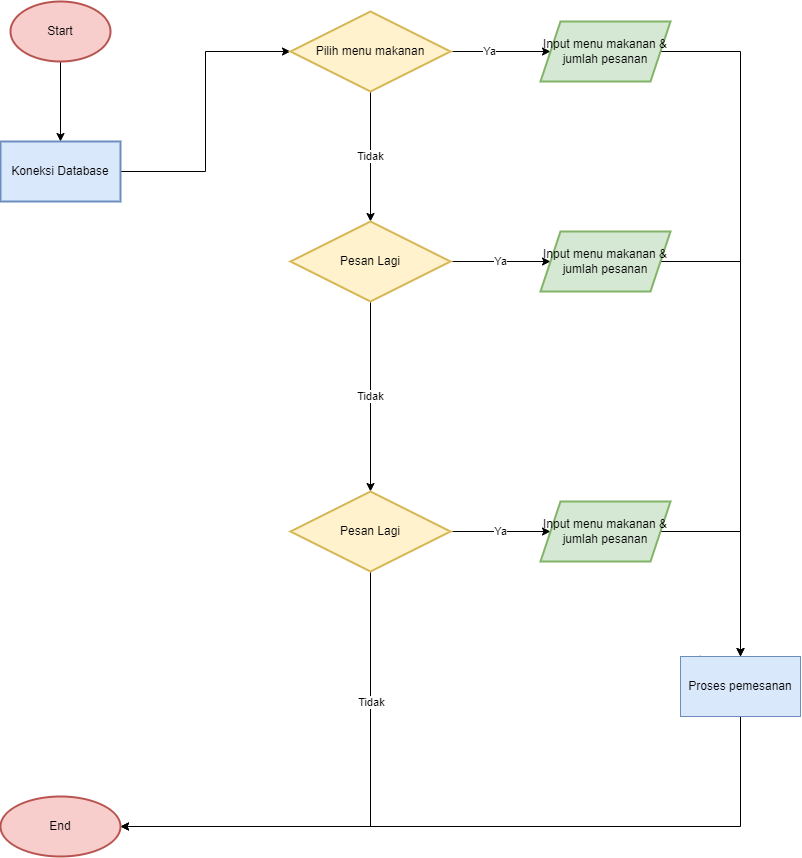 Start
Pilih menu makanan
Ya
Input menu makanan &
jumlah pesanan
Tidak
Koneksi Database
Pesan Lagi
Ya
Input menu makanan &
jumlah pesanan
Tidak
Pesan Lagi
Ya
Input menu makanan &
jumlah pesanan
Tidak
Proses pemesanan
End